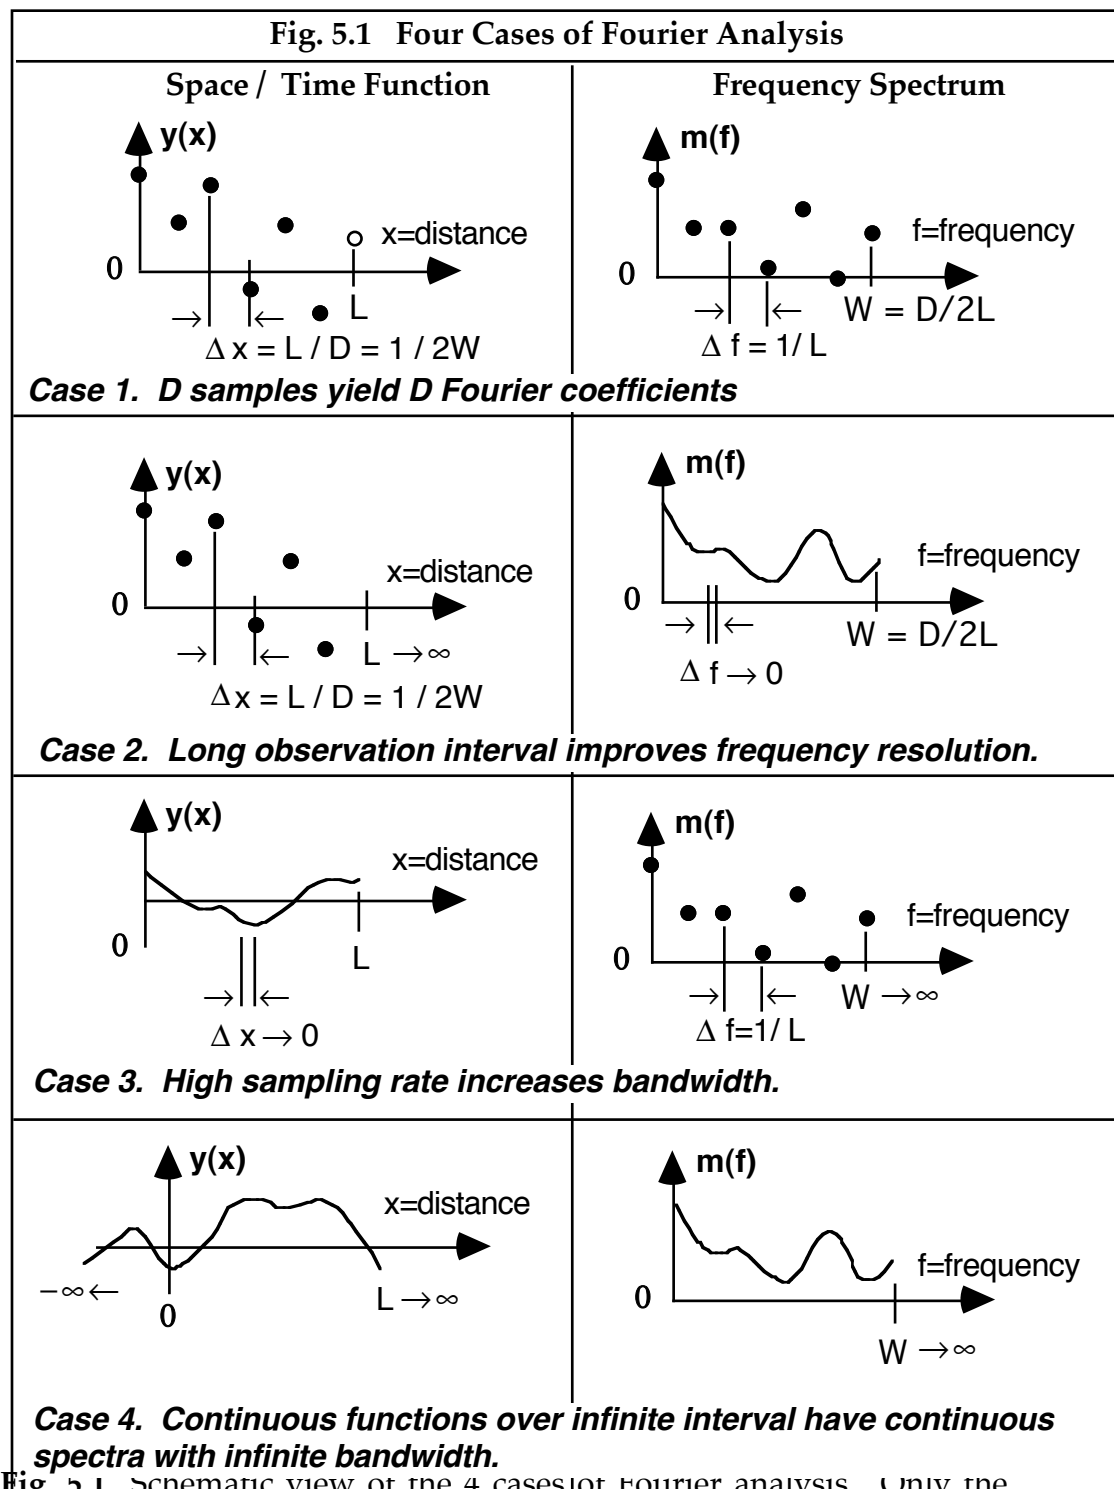 Fig. 5.1 Four Cases of Fourier Analysis
Space / Time Function
Frequency Spectrum
y(x)
x=distance
0
L
→ ←
Δ x = L / D = 1 / 2W
m(f)
f=frequency
0
W = D/2L
→ ←
Δ f = 1/ L
Case 1. D samples yield D Fourier coefficients
y(x)
x=distance
0
L → ∞
→ ←
Δ x = L / D = 1 / 2W
m(f)
f=frequency
0
W = D/2L
→ ←
Δ f → 0
Case 2. Long observation interval improves frequency resolution.
y(x)
x=distance
0
L
→ ←
Δ x → 0
m(f)
f=frequency
0
W → ∞
→ ←
Δ f=1/ L
Case 3. High sampling rate increases bandwidth.
y(x)
x=distance
−∞ ←
0
L → ∞
m(f)
f=frequency
0
W → ∞
Case 4. Continuous functions over infinite interval have continuous
spectra with infinite bandwidth.
Fig. 5.1 Schematic view of the 4 cases of Fourier analysis. Only the